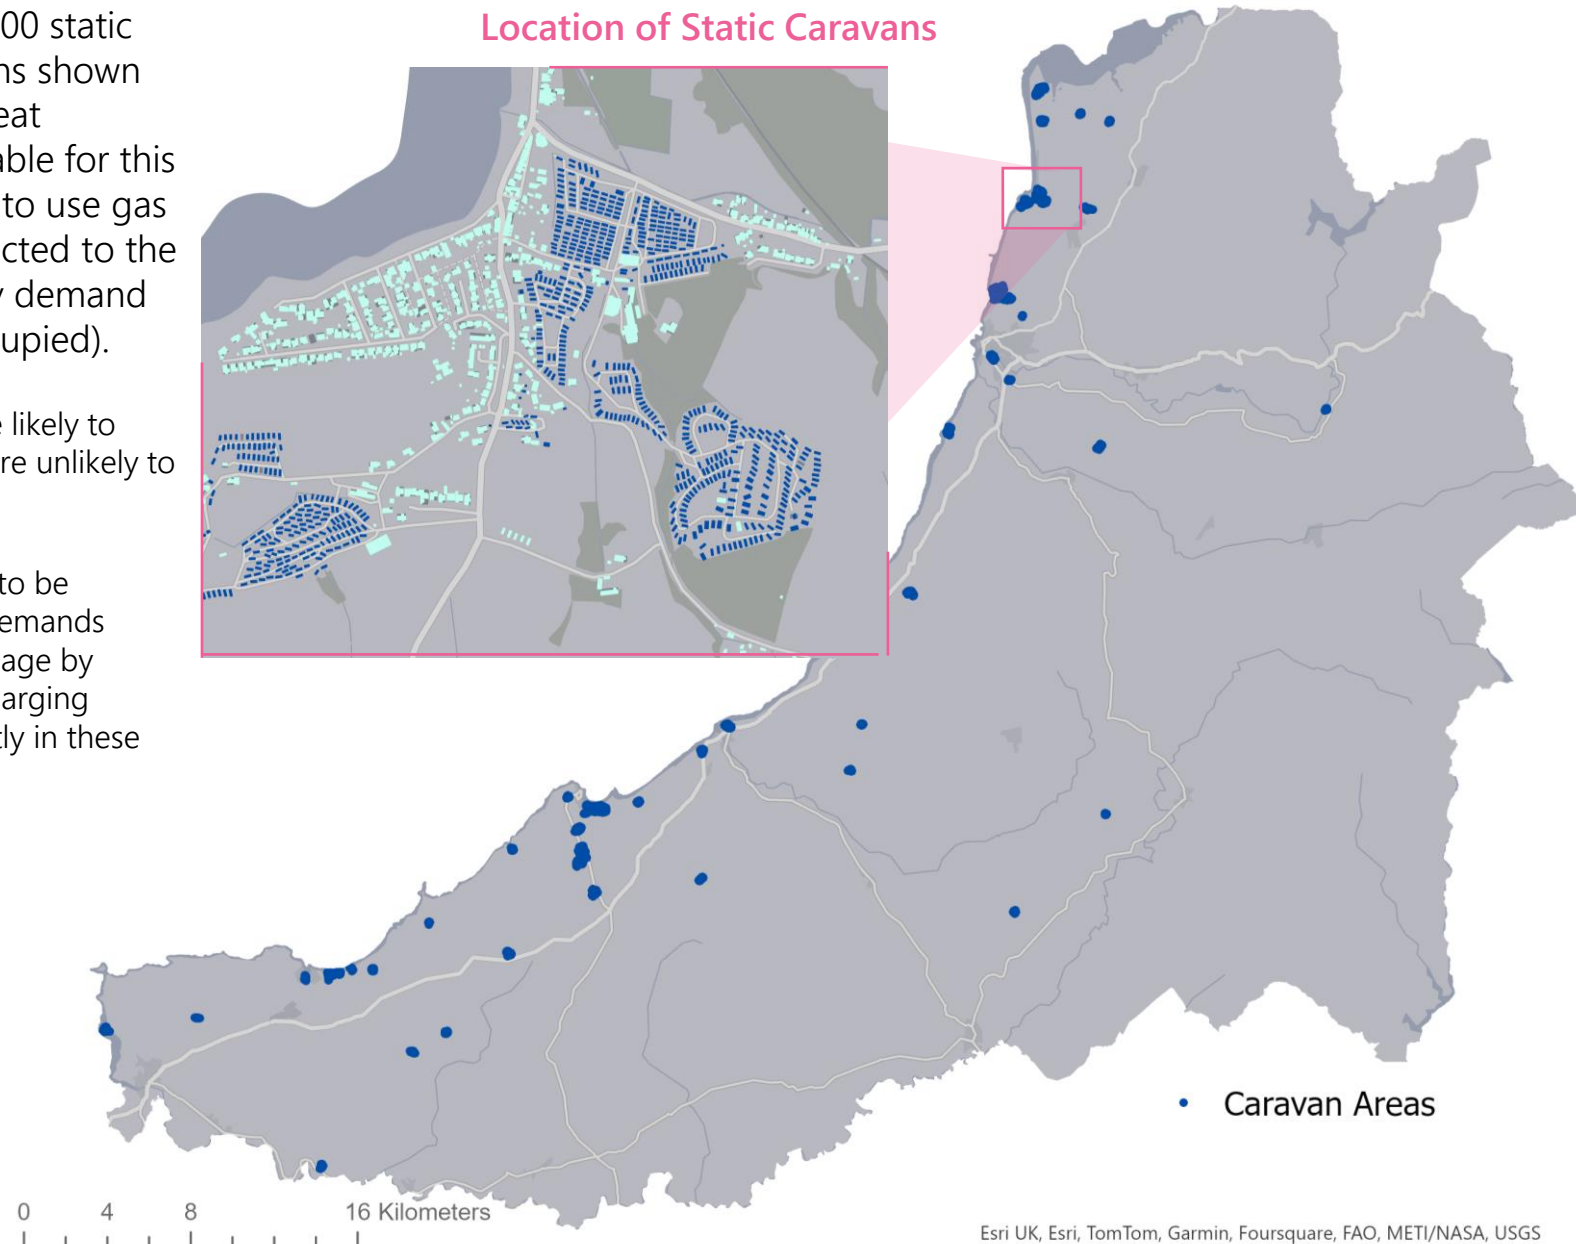 00 static
ns shown
eat
able for this
to use gas
cted to the
y demand
upied).
e likely to
re unlikely to
to be
emands
age by
arging
tly in these
Location of Static Caravans
Caravan Areas
0 4 8 16 Kilometers
Esri UK, Esri, TomTom, Garmin, Foursquare, FAO, METI/NASA, USGS